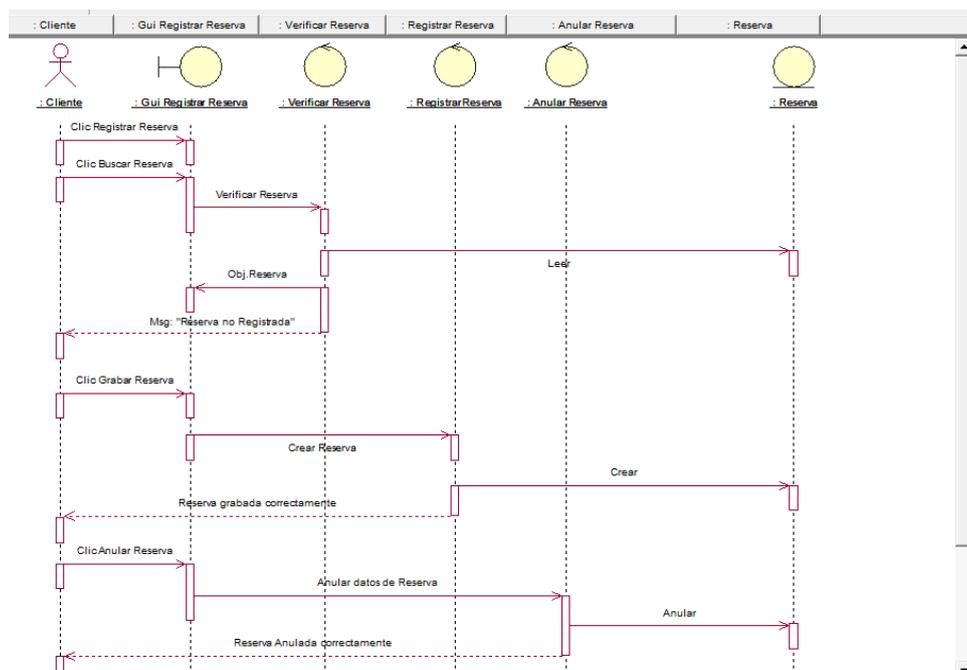 : Cliente
: Gui Registrar Reserva
: Verificar Reserva
: Registrar Reserva
: Anular Reserva
: Reserva
: Cliente
: Gui Registrar Reserva
: Verificar Reserva
: RegistrarReserva
: Anular Reserva
: Reserva
Clic Registrar Reserva
Clic Buscar Reserva
Verificar Reserva
Leer
Obj.Reserva
Msg: "Reserva no Registrada"
Clic Grabar Reserva
Crear Reserva
Crear
Reserva grabada correctamente
Clic Anular Reserva
Anular datos de Reserva
Anular
Reserva Anulada correctamente